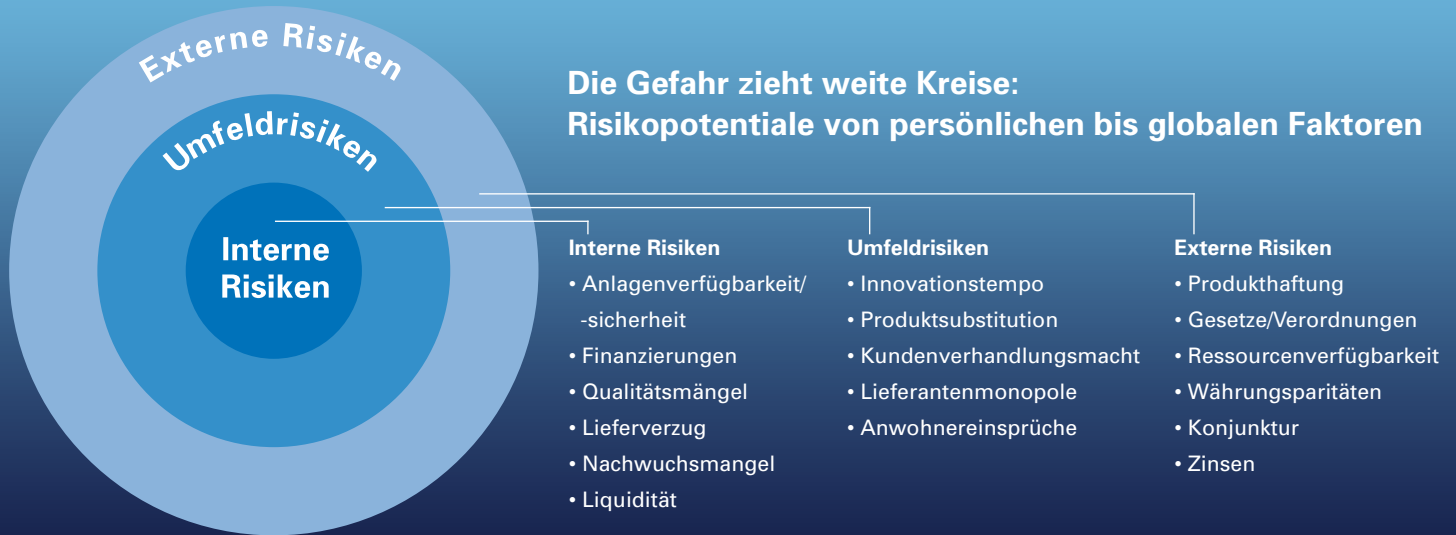 Externe Risiken
Umfeldrisiken
Interne
Risiken
Die Gefahr zieht weite Kreise:
Risikopotentiale von persönlichen bis globalen Faktoren
Interne Risiken
• Anlagenverfügbarkeit/
-sicherheit
• Finanzierungen
• Qualitätsmängel
• Lieferverzug
• Nachwuchsmangel
• Liquidität
Umfeldrisiken
• Innovationstempo
• Produktsubstitution
• Kundenverhandlungsmacht
• Lieferantenmonopole
• Anwohnereinsprüche
Externe Risiken
• Produkthaftung
• Gesetze/Verordnungen
• Ressourcenverfügbarkeit
• Währungsparitäten
• Konjunktur
• Zinsen